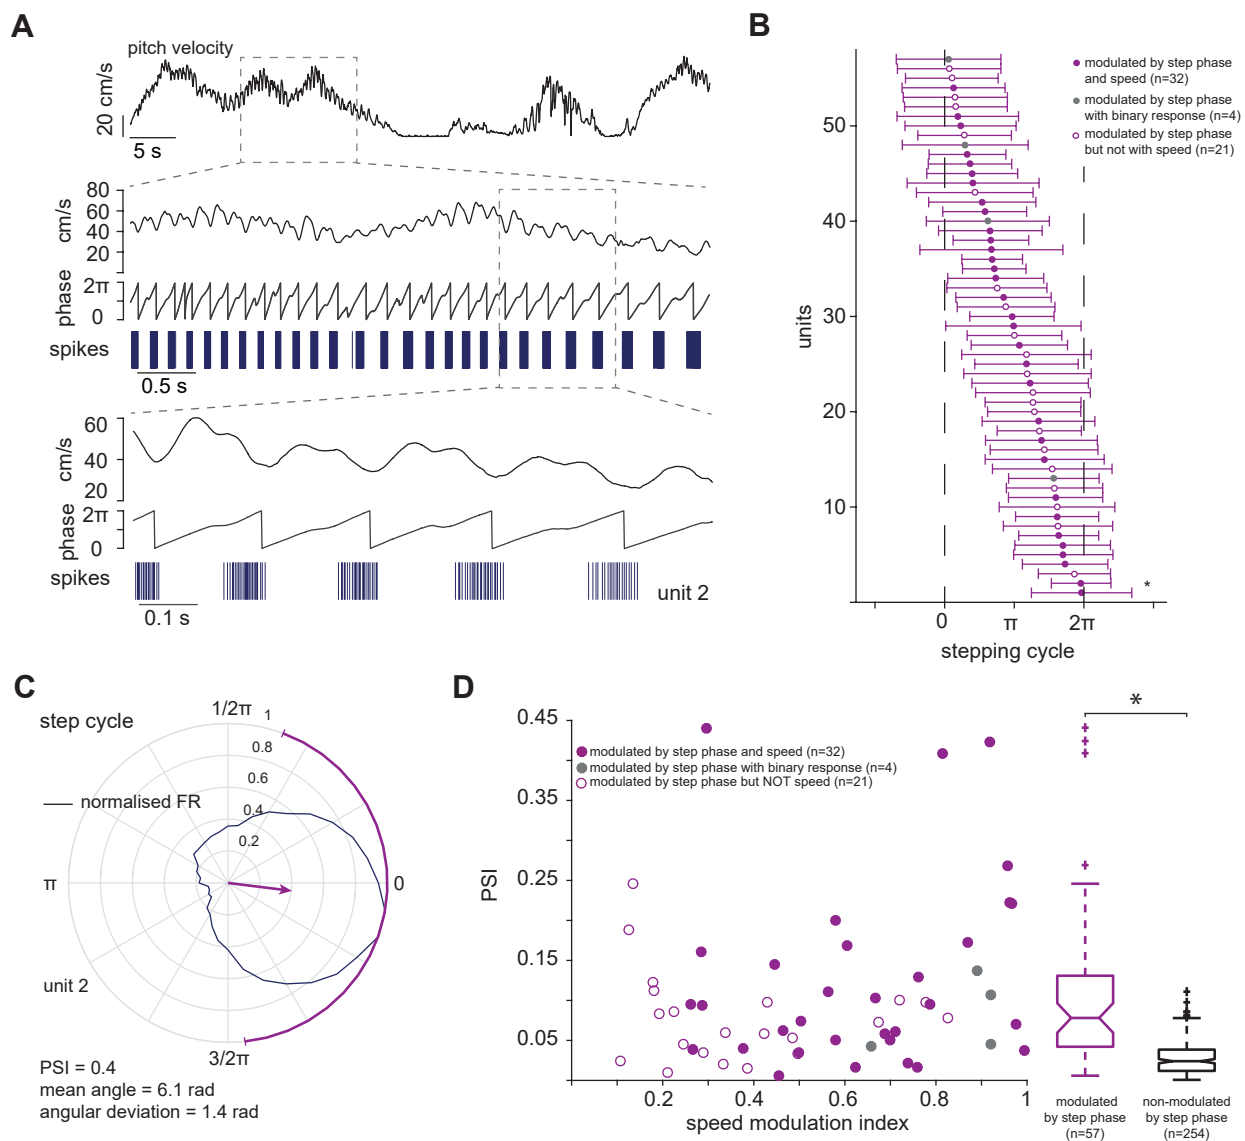 A
pitch velocity
20 cm/s
5 s
80
60
40
20
cm/s
2π
0
phase
spikes
0.5 s
60
40
20
cm/s
2π
0
phase
spikes
unit 2
0.1 s
B
modulated by step phase
and speed (n=32)
modulated by step phase
with binary response (n=4)
modulated by step phase
but not with speed (n=21)
50
40
30
20
10
units
*
0
π
2π
stepping cycle
C
step cycle
1/2π
1
0.8
0.6
0.4
0.2
normalised FR
π
0
unit 2
3/2π
PSI = 0.4
mean angle = 6.1 rad
angular deviation = 1.4 rad
D
0.45
0.35
0.25
0.15
0.05
PSI
modulated by step phase and speed (n=32)
modulated by step phase with binary response (n=4)
modulated by step phase but NOT speed (n=21)
0.2
0.4
0.6
0.8
1
speed modulation index
*
modulated
by step phase
(n=57)
non-modulated
by step phase
(n=254)